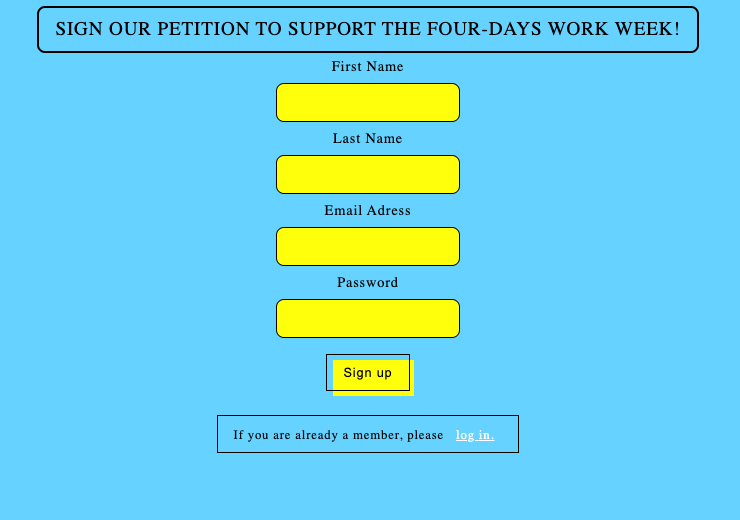 SIGN OUR PETITION TO SUPPORT THE FOUR-DAYS WORK WEEK!
First Name
Last Name
Email Adress
Password
Sign up
If you are already a member, please log in.